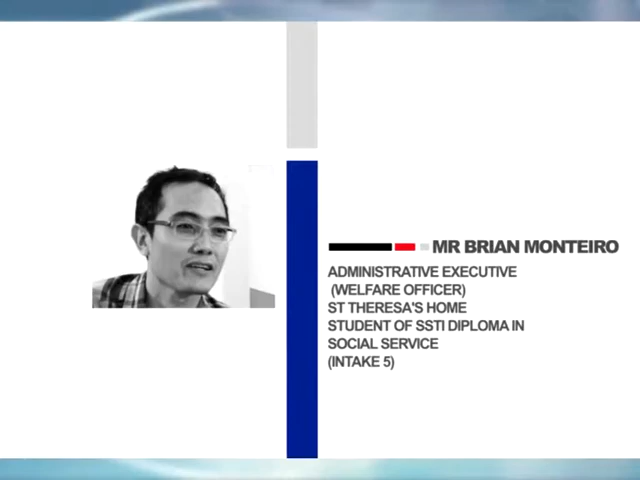 MR BRIAN MONTEIRO
ADMINISTRATIVE EXECUTIVE
(WELFARE OFFICER)
ST THERESA'S HOME
STUDENT OF SSTI DIPLOMA IN
SOCIAL SERVICE
(INTAKE 5)